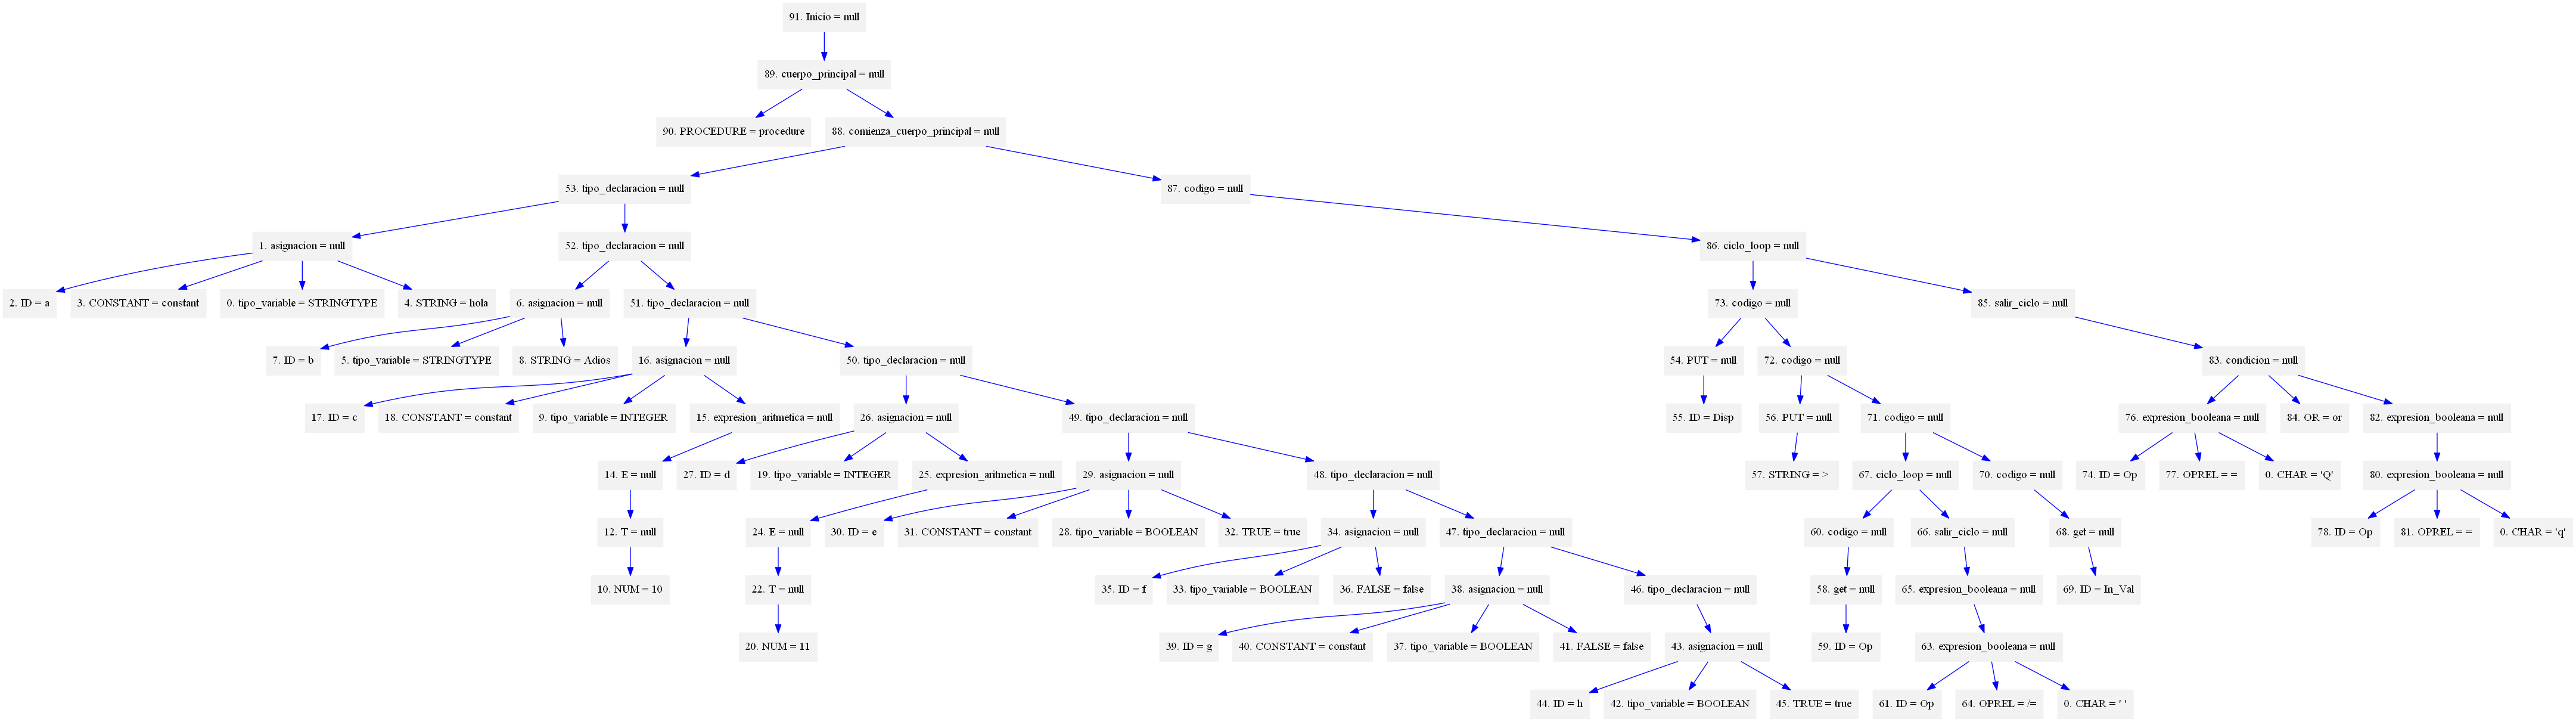 91. Inicio = null
89. cuerpo_principal = null
90. PROCEDURE = procedure
88. comienza_cuerpo_principal = null
53. tipo_declaracion = null
87. codigo = null
1. asignacion = null
52. tipo_declaracion = null
86. ciclo_loop = null
2. ID = a
3. CONSTANT = constant
0. tipo_variable = STRINGTYPE
4. STRING = hola
6. asignacion = null
51. tipo_declaracion = null
73. codigo = null
85. salir_ciclo = null
7. ID = b
5. tipo_variable = STRINGTYPE
8. STRING = Adios
16. asignacion = null
50. tipo_declaracion = null
54. PUT = null
72. codigo = null
83. condicion = null
17. ID = c
18. CONSTANT = constant
9. tipo_variable = INTEGER
15. expresion_aritmetica = null
26. asignacion = null
49. tipo_declaracion = null
55. ID = Disp
56. PUT = null
71. codigo = null
76. expresion_booleana = null
84. OR = or
82. expresion_booleana = null
14. E = null
27. ID = d
19. tipo_variable = INTEGER
25. expresion_aritmetica = null
29. asignacion = null
48. tipo_declaracion = null
57. STRING = >
67. ciclo_loop = null
70. codigo = null
74. ID = Op
77. OPREL = =
0. CHAR = 'Q'
80. expresion_booleana = null
12. T = null
24. E = null
30. ID = e
31. CONSTANT = constant
28. tipo_variable = BOOLEAN
32. TRUE = true
34. asignacion = null
47. tipo_declaracion = null
60. codigo = null
66. salir_ciclo = null
68. get = null
78. ID = Op
81. OPREL = =
0. CHAR = 'q'
10. NUM = 10
22. T = null
35. ID = f
33. tipo_variable = BOOLEAN
36. FALSE = false
38. asignacion = null
46. tipo_declaracion = null
58. get = null
65. expresion_booleana = null
69. ID = In_Val
20. NUM = 11
39. ID = g
40. CONSTANT = constant
37. tipo_variable = BOOLEAN
41. FALSE = false
43. asignacion = null
59. ID = Op
63. expresion_booleana = null
44. ID = h
42. tipo_variable = BOOLEAN
45. TRUE = true
61. ID = Op
64. OPREL = /=
0. CHAR = ' '